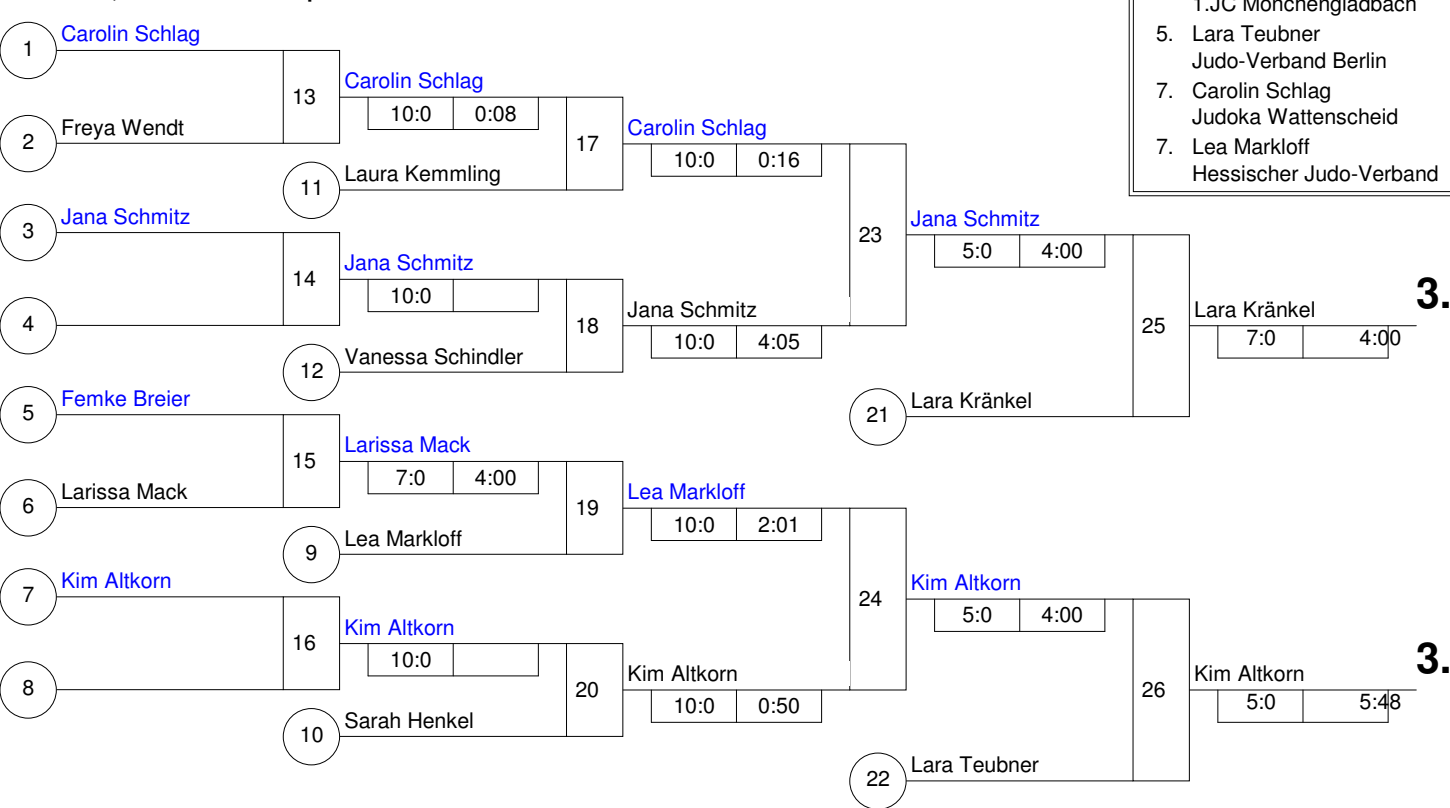 1.JC Mönchengladbach
5. Lara Teubner
Judo-Verband Berlin
7. Carolin Schlag
Judoka Wattenscheid
7. Lea Markloff
Hessischer Judo-Verband
1 Carolin Schlag
13 Carolin Schlag
10:0 0:08
2 Freya Wendt
17 Carolin Schlag
10:0 0:16
11 Laura Kemmling
3 Jana Schmitz
23 Jana Schmitz
5:0 4:00
14 Jana Schmitz
10:0
4
18 Jana Schmitz
10:0 4:05
12 Vanessa Schindler
25 Lara Kränkel 3.
7:0 4:00
5 Femke Breier
21 Lara Kränkel
15 Larissa Mack
7:0 4:00
6 Larissa Mack
19 Lea Markloff
10:0 2:01
9 Lea Markloff
7 Kim Altkorn
24 Kim Altkorn
5:0 4:00
16 Kim Altkorn
10:0
8
20 Kim Altkorn
10:0 0:50
10 Sarah Henkel
26 Kim Altkorn 3.
5:0 5:48
22 Lara Teubner